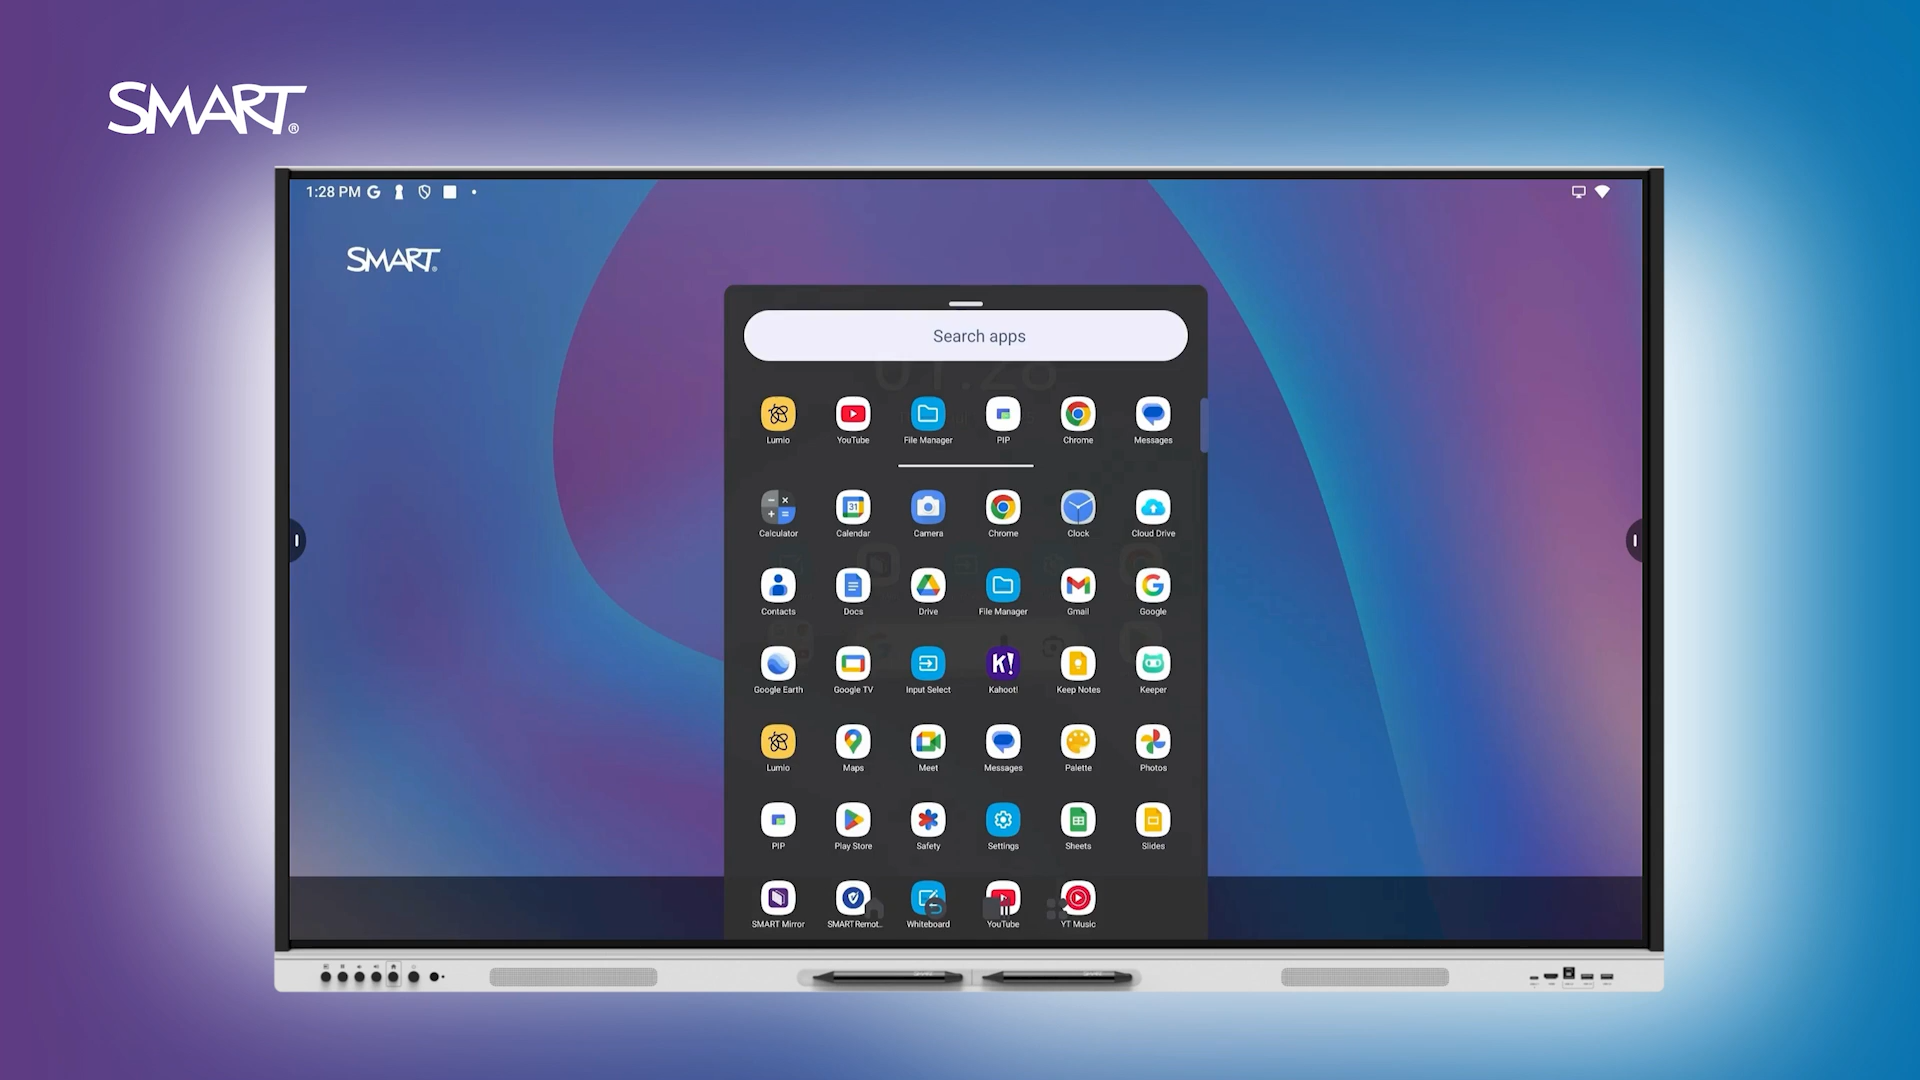 SMART®
1:28 PM
SMART®
Search apps
Lumio YouTube File Manager PIP Chrome Messages
Calculator Calendar Camera Chrome Clock Cloud Drive
Contacts Docs Drive File Manager Gmail Google
Google Earth Google TV Input Select Kahoot! Keep Notes Keeper
Lumio Maps Meet Messages Palette Photos
PIP Play Store Safety Settings Sheets Slides
SMART Mirror SMART Remot.. Whiteboard YouTube YT Music